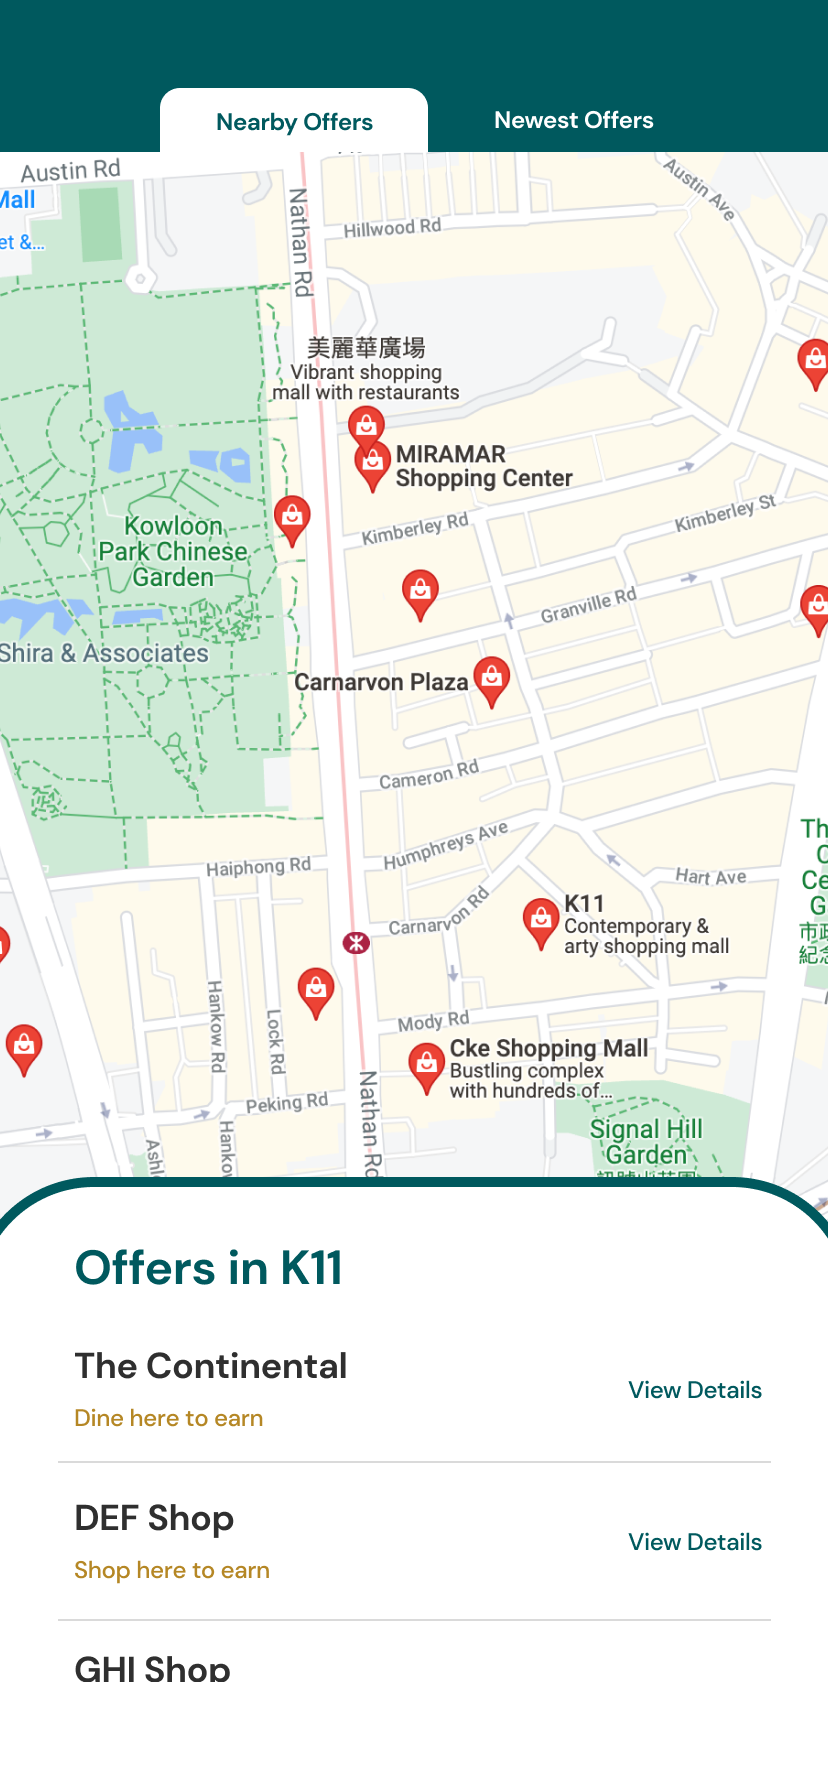 Nearby Offers
Newest Offers
Austin Rd
Mall
et &...
Nathan Rd
Hillwood Rd
Austin Ave
美麗華廣場
Vibrant shopping
mall with restaurants
MIRAMAR
Shopping Center
Kowloon
Park Chinese
Garden
Kimberley Rd
Kimberley St
Granville Rd
Shira & Associates
Carnarvon Plaza
Cameron Rd
Humphreys Ave
Haiphong Rd
Hart Ave
Th
C
Ce
G
市政
紀念
K11
Contemporary &
arty shopping mall
Carnarvon Rd
Hankow Rd
Lock Rd
Mody Rd
Cke Shopping Mall
Bustling complex
with hundreds of...
Peking Rd
Nathan Rd
Ashl
Hankow
Signal Hill
Garden
Offers in K11
The Continental
Dine here to earn
View Details
DEF Shop
Shop here to earn
View Details
GHI Shop